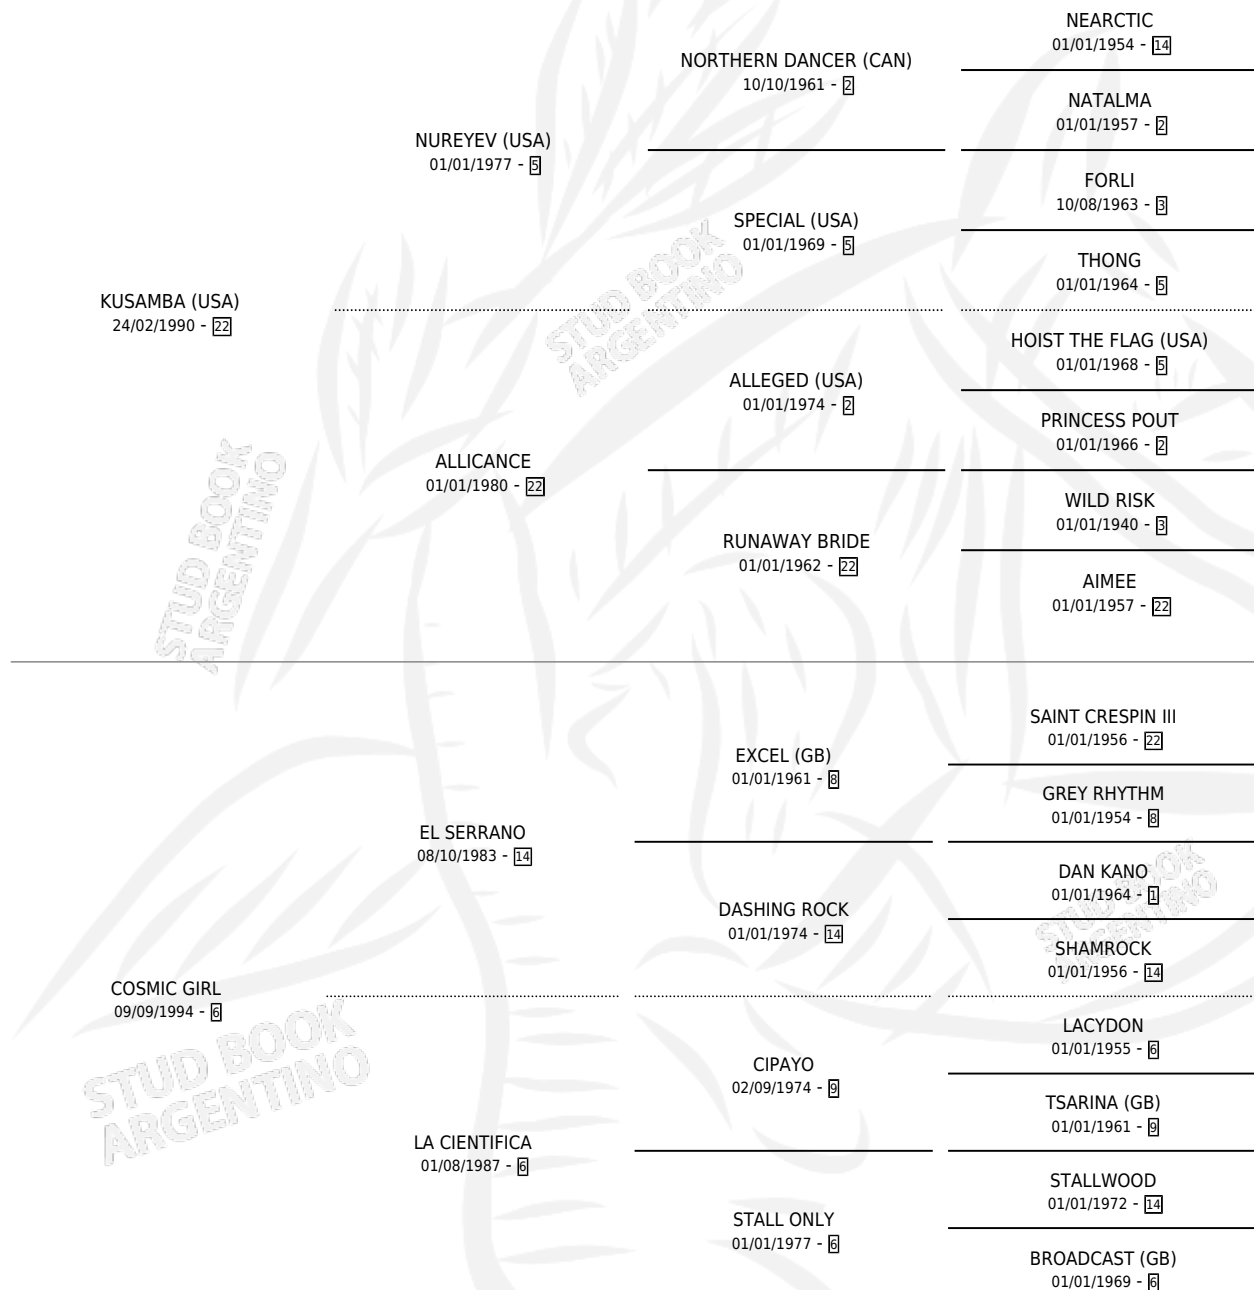 NEARCTIC
01/01/1954 - 14
NORTHERN DANCER (CAN)
10/10/1961 - 2
NATALMA
01/01/1957 - 2
NUREYEV (USA)
01/01/1977 - 5
FORLI
10/08/1963 - 3
SPECIAL (USA)
01/01/1969 - 5
THONG
01/01/1964 - 5
KUSAMBA (USA)
24/02/1990 - 22
HOIST THE FLAG (USA)
01/01/1968 - 5
ALLEGED (USA)
01/01/1974 - 2
PRINCESS POUT
01/01/1966 - 2
ALLICANCE
01/01/1980 - 22
WILD RISK
01/01/1940 - 3
RUNAWAY BRIDE
01/01/1962 - 22
AIMEE
01/01/1957 - 22
STUD BOOK
ARGENTINO
STUD BOOK
ARGENTINO
SAINT CRESPIN III
01/01/1956 - 22
EXCEL (GB)
01/01/1961 - 8
GREY RHYTHM
01/01/1954 - 8
EL SERRANO
08/10/1983 - 14
DAN KANO
01/01/1964 - 1
DASHING ROCK
01/01/1974 - 14
SHAMROCK
01/01/1956 - 14
STUD BOOK
ARGENTINO
COSMIC GIRL
09/09/1994 - 6
LACYDON
01/01/1955 - 6
CIPAYO
02/09/1974 - 9
TSARINA (GB)
01/01/1961 - 9
STUD BOOK
ARGENTINO
LA CIENTIFICA
01/08/1987 - 6
STALLWOOD
01/01/1972 - 14
STALL ONLY
01/01/1977 - 6
BROADCAST (GB)
01/01/1969 - 6